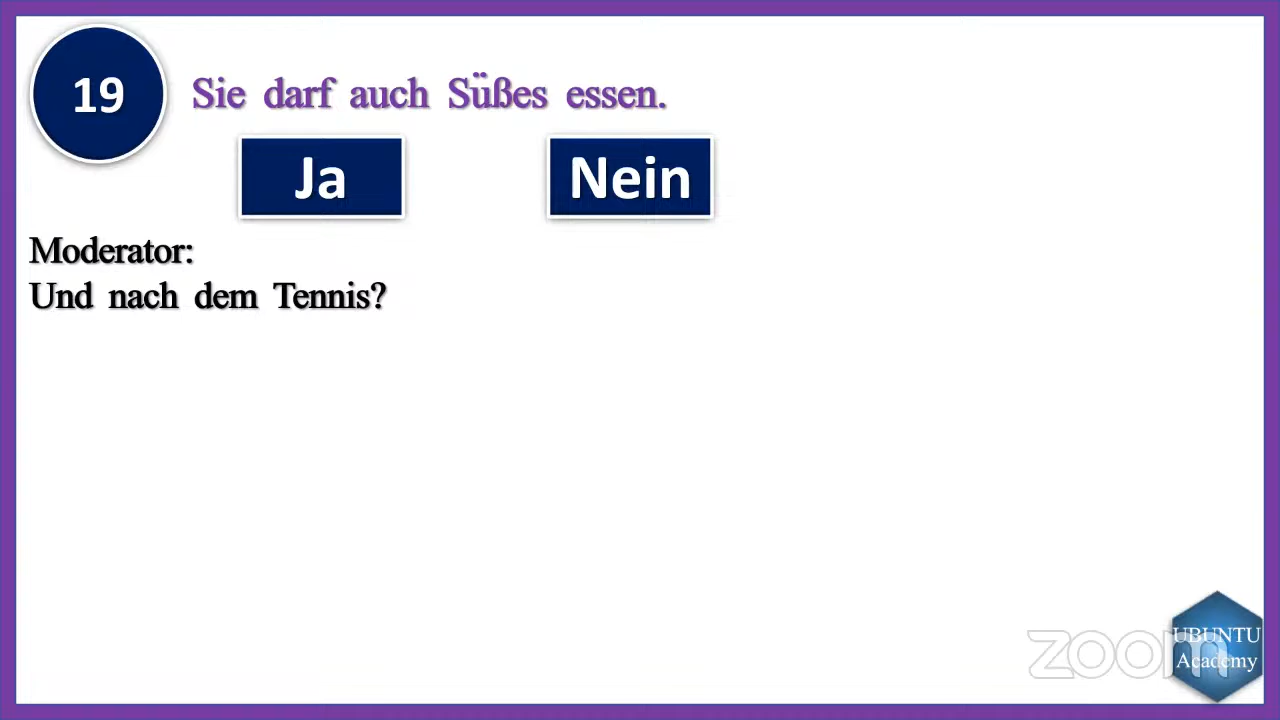 19
Sie darf auch Süßes essen.
Ja
Nein
Moderator:
Und nach dem Tennis?
zoom
UBUNTU
Academy